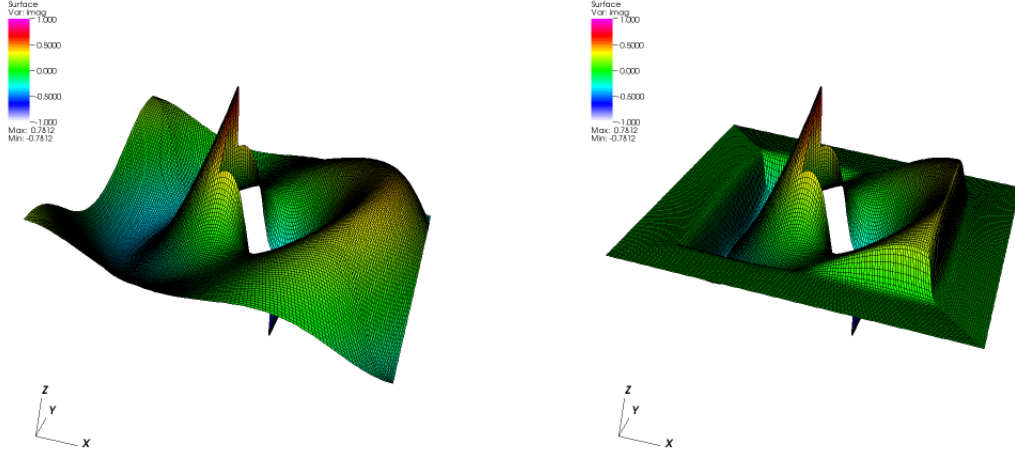 Surface
Var: imag
1.000
0.5000
0.000
-0.5000
-1.000
Max: 0.7812
Min: -0.7812
Z
Y
X
Surface
Var: imag
1.000
0.5000
0.000
-0.5000
-1.000
Max: 0.7812
Min: -0.7812
Z
Y
X